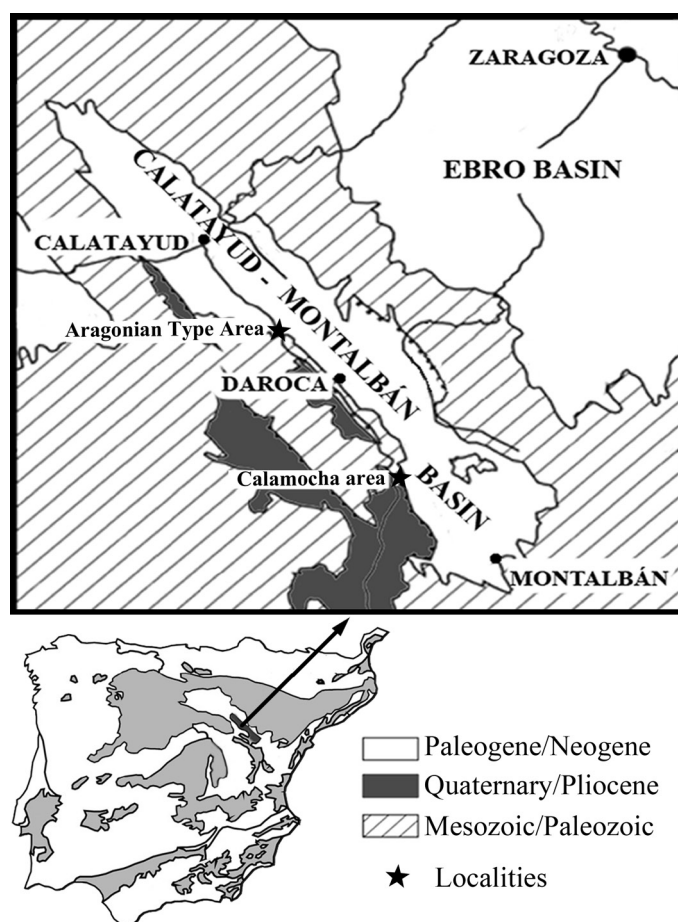 ZARAGOZA
EBRO BASIN
CALATAYUD - MONTALBÁN BASIN
CALATAYUD
Aragonian Type Area
DAROCA
Calamocha area
MONTALBÁN
Paleogene/Neogene
Quaternary/Pliocene
Mesozoic/Paleozoic
Localities